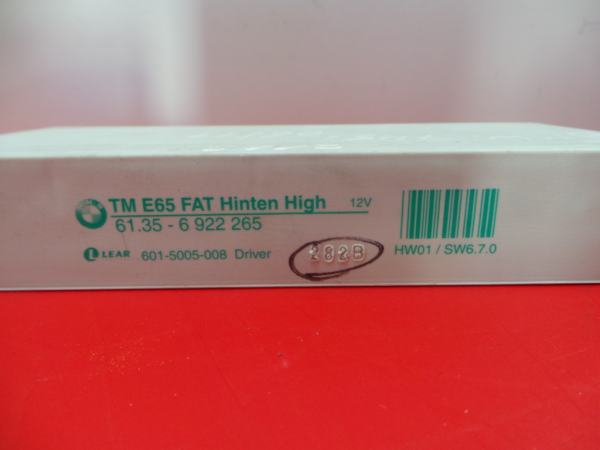 TM E65 FAT Hinten High 12V
61.35 - 6 922 265
LEAR 601-5005-008 Driver
HW01 / SW6.7.0